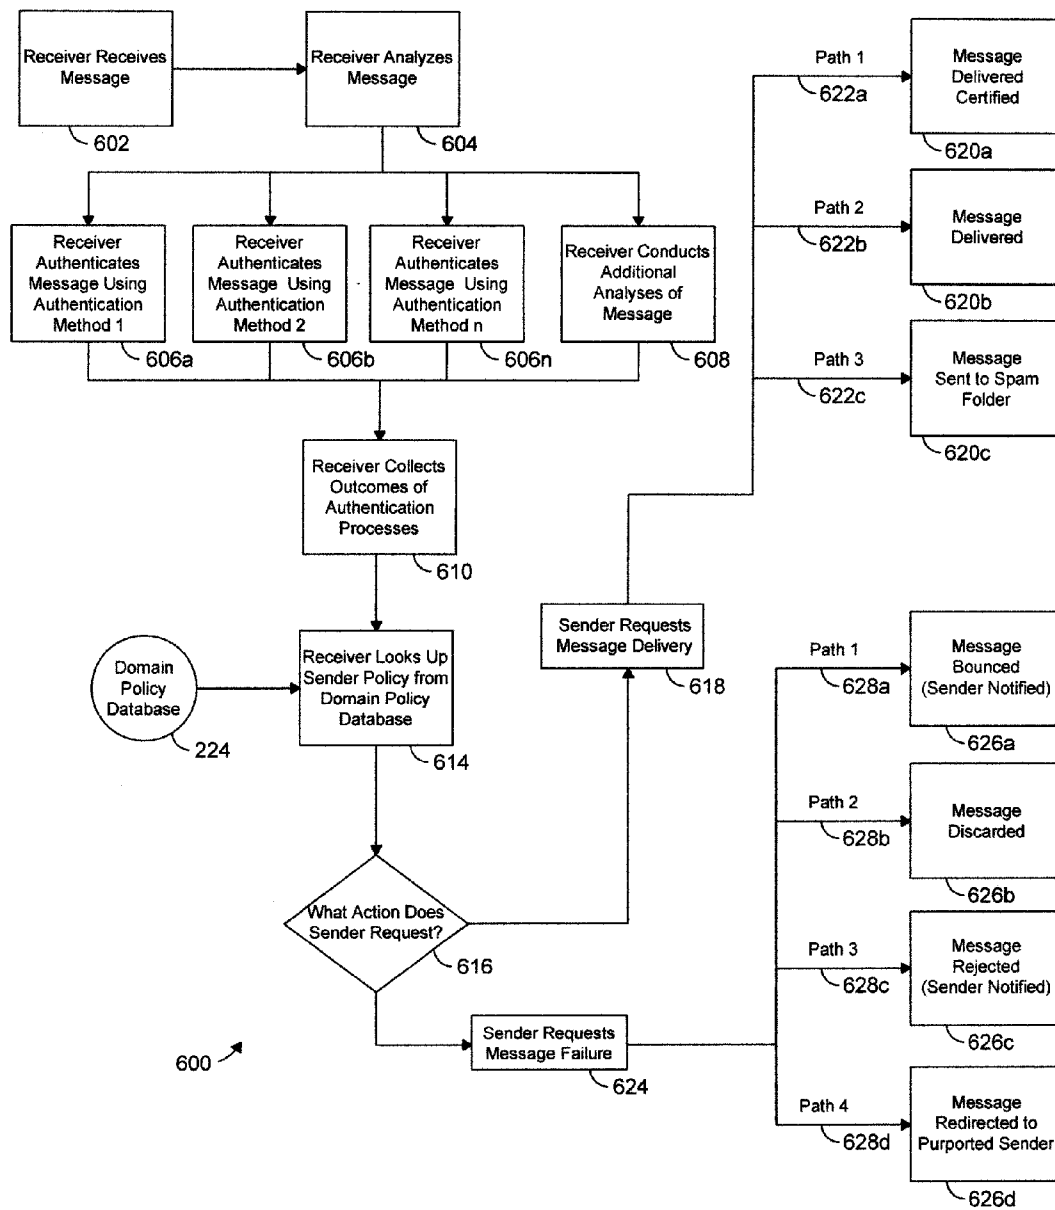 Receiver Receives
Message
602
Receiver Analyzes
Message
604
Receiver
Authenticates
Message Using
Authentication
Method 1
606a
Receiver
Authenticates
Message Using
Authentication
Method 2
606b
Receiver
Authenticates
Message Using
Authentication
Method n
606n
Receiver Conducts
Additional
Analyses of
Message
608
Receiver Collects
Outcomes of
Authentication
Processes
610
Domain
Policy
Database
224
Receiver Looks Up
Sender Policy from
Domain Policy
Database
614
What Action Does
Sender Request?
616
Sender Requests
Message Delivery
618
Path 1
622a
Message
Delivered
Certified
620a
Path 2
622b
Message
Delivered
620b
Path 3
622c
Message
Sent to Spam
Folder
620c
Sender Requests
Message Failure
624
Path 1
628a
Message
Bounced
(Sender Notified)
626a
Path 2
628b
Message
Discarded
626b
Path 3
628c
Message
Rejected
(Sender Notified)
626c
Path 4
628d
Message
Redirected to
Purported Sender
626d
600